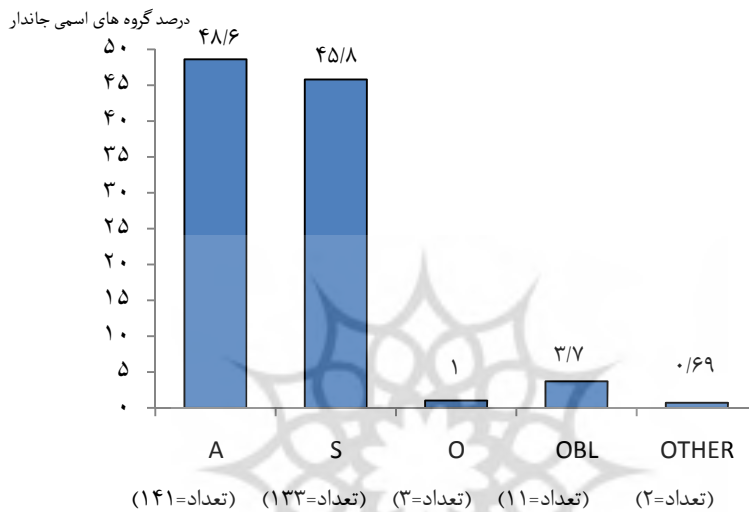 درصد گروه های اسمی جاندار
۴۸/۶ ۴۵/۸ ۱ ۳/۷ ۰/۶۹
۵۰
۴۵
۴۰
۳۵
۳۰
۲۵
۲۰
۱۵
۱۰
۵
۰
A S O OBL OTHER
(تعداد=۱۴۱) (تعداد=۱۳۳) (تعداد=۳) (تعداد=۱۱) (تعداد=۲)